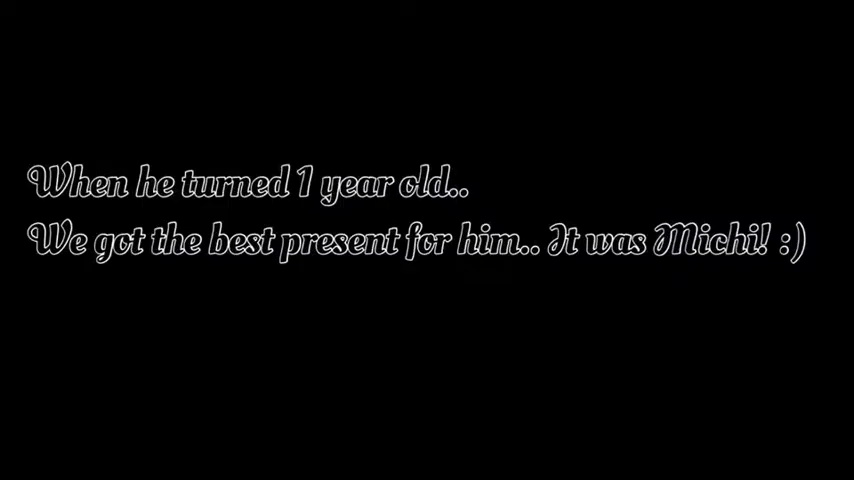 When he turned 1 year old..
We got the best present for him.. It was Michi! :)